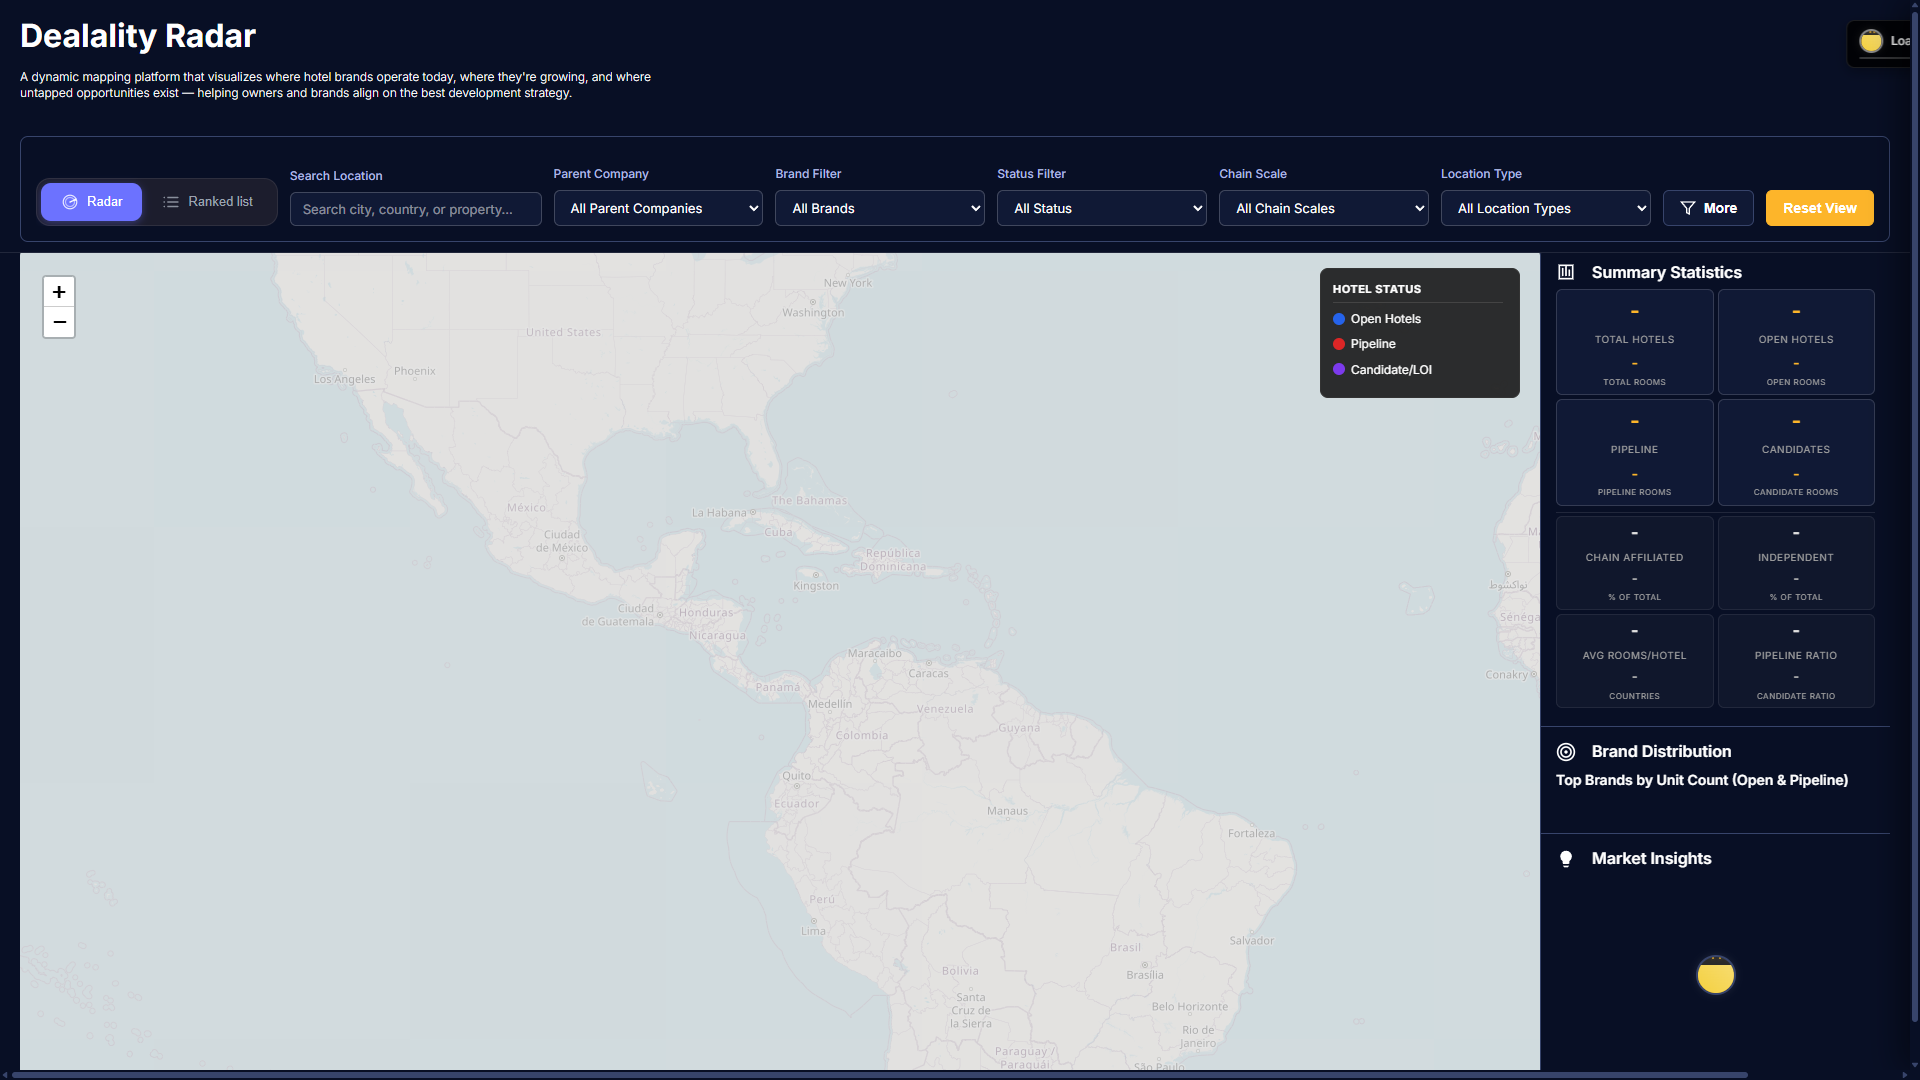 Dealality Radar
A dynamic mapping platform that visualizes where hotel brands operate today, where they're growing, and where
untapped opportunities exist — helping owners and brands align on the best development strategy.
Loa
Radar
Ranked list
Search Location
Search city, country, or property...
Parent Company
All Parent Companies
Brand Filter
All Brands
Status Filter
All Status
Chain Scale
All Chain Scales
Location Type
All Location Types
More
Reset View
+
−
New York
Washington
United States
Phoenix
Los Angeles
The Bahamas
La Habana
México
Cuba
Ciudad
de México
República
Dominicana
Kingston
Ciudad
de Guatemala
Honduras
Nicaragua
Maracaibo
Caracas
Panamá
Medellín
Venezuela
Guyana
Colombia
Quito
Ecuador
Manaus
Fortaleza
Perú
Lima
Salvador
Brasil
Brasília
Bolivia
Santa
Cruz de
la Sierra
Belo Horizonte
Rio de
Janeiro
Paraguay /
Paraguái
São Paulo
نواكشوط
Sénéga
Conakry
HOTEL STATUS
Open Hotels
Pipeline
Candidate/LOI
Summary Statistics
-
TOTAL HOTELS
-
TOTAL ROOMS
-
OPEN HOTELS
-
OPEN ROOMS
-
PIPELINE
-
PIPELINE ROOMS
-
CANDIDATES
-
CANDIDATE ROOMS
-
CHAIN AFFILIATED
-
% OF TOTAL
-
INDEPENDENT
-
% OF TOTAL
-
AVG ROOMS/HOTEL
-
COUNTRIES
-
PIPELINE RATIO
-
CANDIDATE RATIO
Brand Distribution
Top Brands by Unit Count (Open & Pipeline)
Market Insights